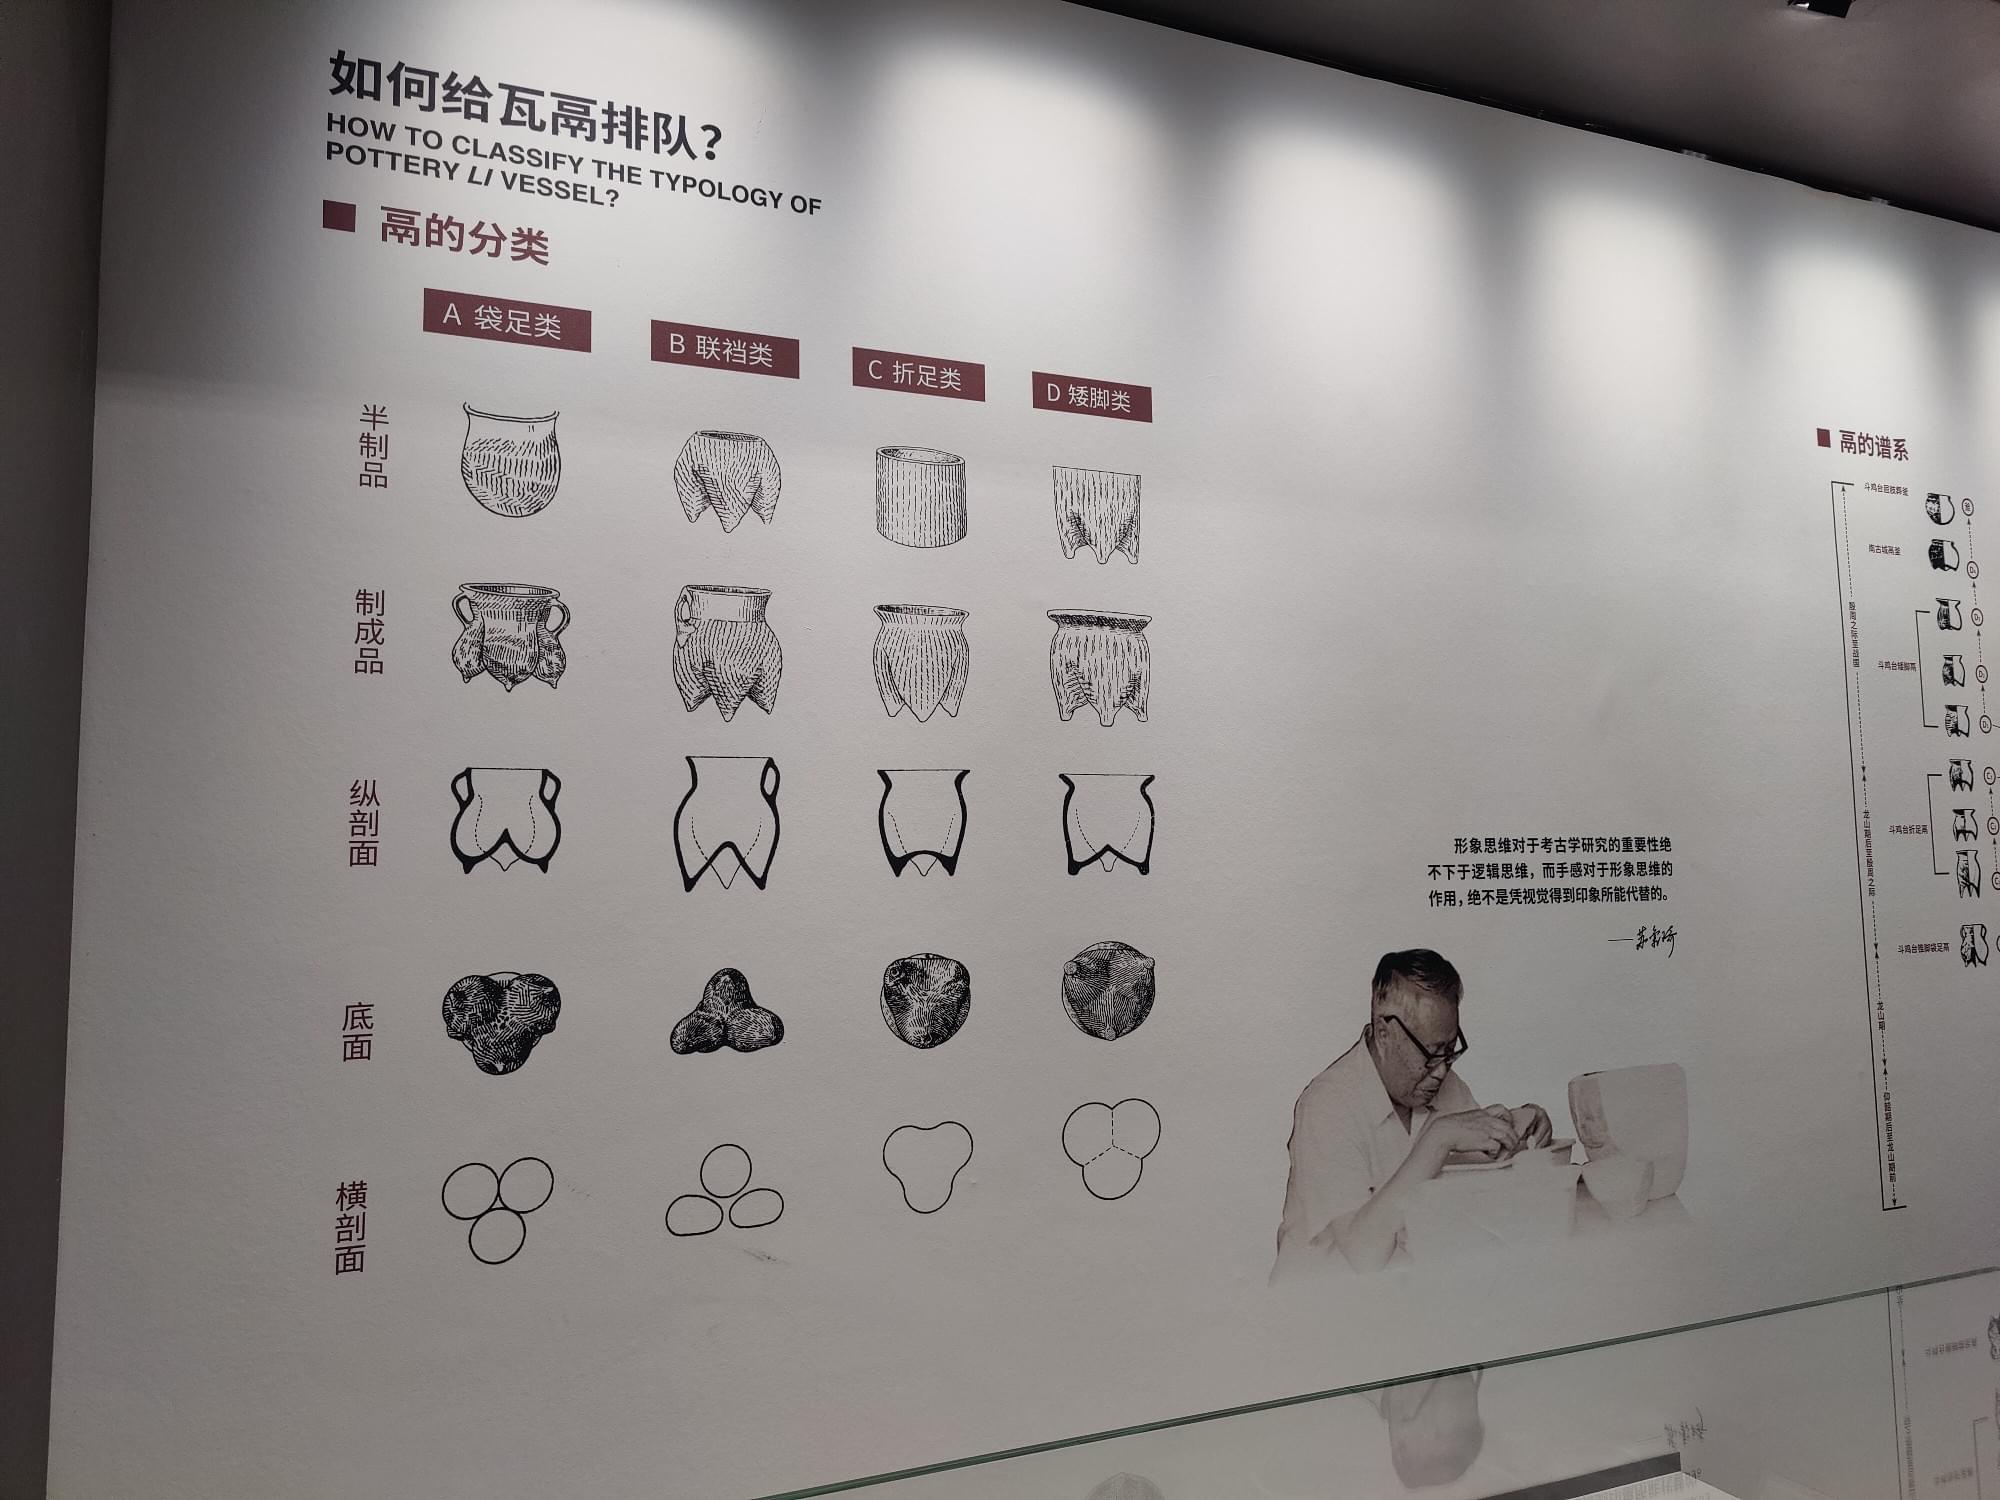 如何给瓦鬲排队？
HOW TO CLASSIFY THE TYPOLOGY OF
POTTERY LI VESSEL?
鬲的分类
A 袋足类
B 联裆类
C 折足类
D 矮脚类
半制品
制成品
纵剖面
底面
横剖面
形象思维对于考古学研究的重要性绝
不下于逻辑思维，而手感对于形象思维的
作用，绝不是凭视觉得到印象所能代替的。
——苏秉琦
鬲的谱系
斗鸡台屈肢葬釜
南古城鬲釜
斗鸡台矮脚鬲
斗鸡台折足鬲
斗鸡台锥脚袋足鬲
殷周之际至战国
龙山期后至殷周之际
龙山期
仰韶期后至龙山期前